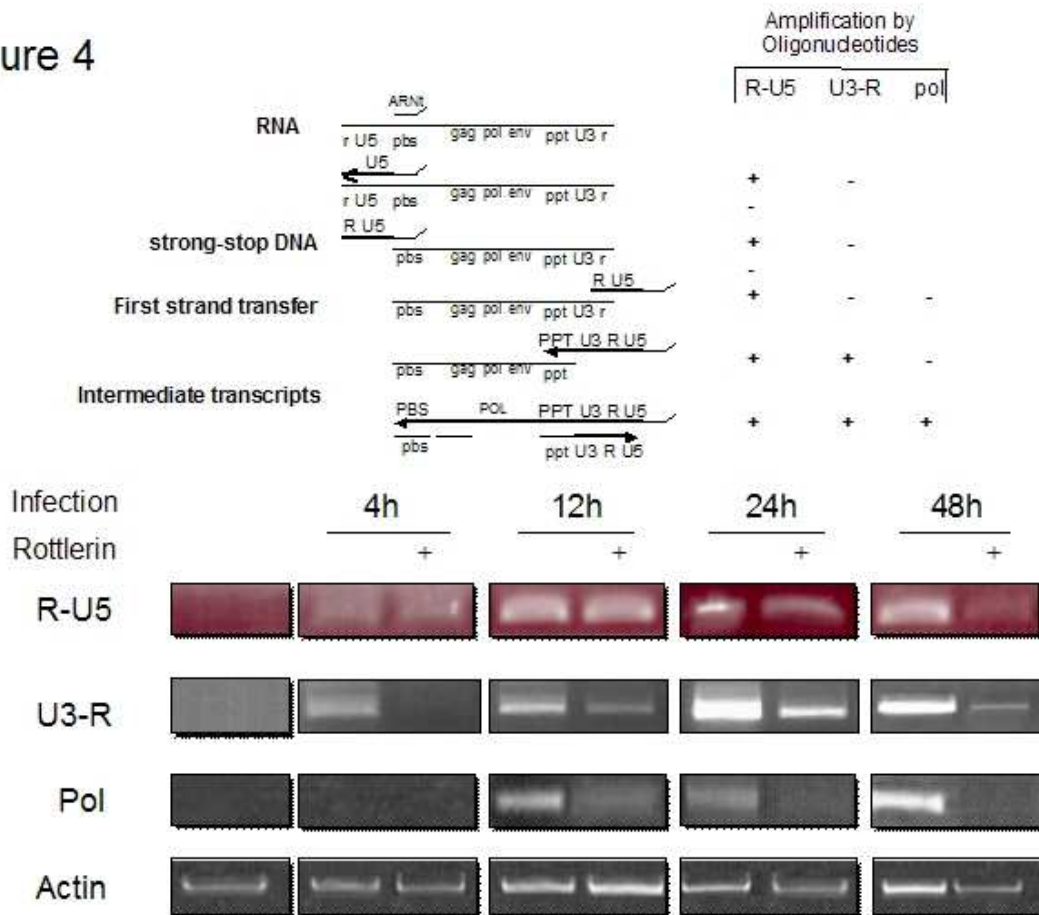 ure 4
Amplification by
Oligonucleotides
R-U5 U3-R pol
ARNt
RNA
r U5 pbs gag pol env ppt U3 r
U5
+ -
r U5 pbs gag pol env ppt U3 r
-
R U5
strong-stop DNA
+ -
pbs gag pol env ppt U3 r
-
R U5
First strand transfer
+ - -
pbs gag pol env ppt U3 r
PPT U3 R U5
+ + -
pbs gag pol env ppt
Intermediate transcripts
PBS POL PPT U3 R U5
+ + +
pbs ppt U3 R U5
Infection 4h 12h 24h 48h
Rottlerin + + + +
R-U5
U3-R
Pol
Actin